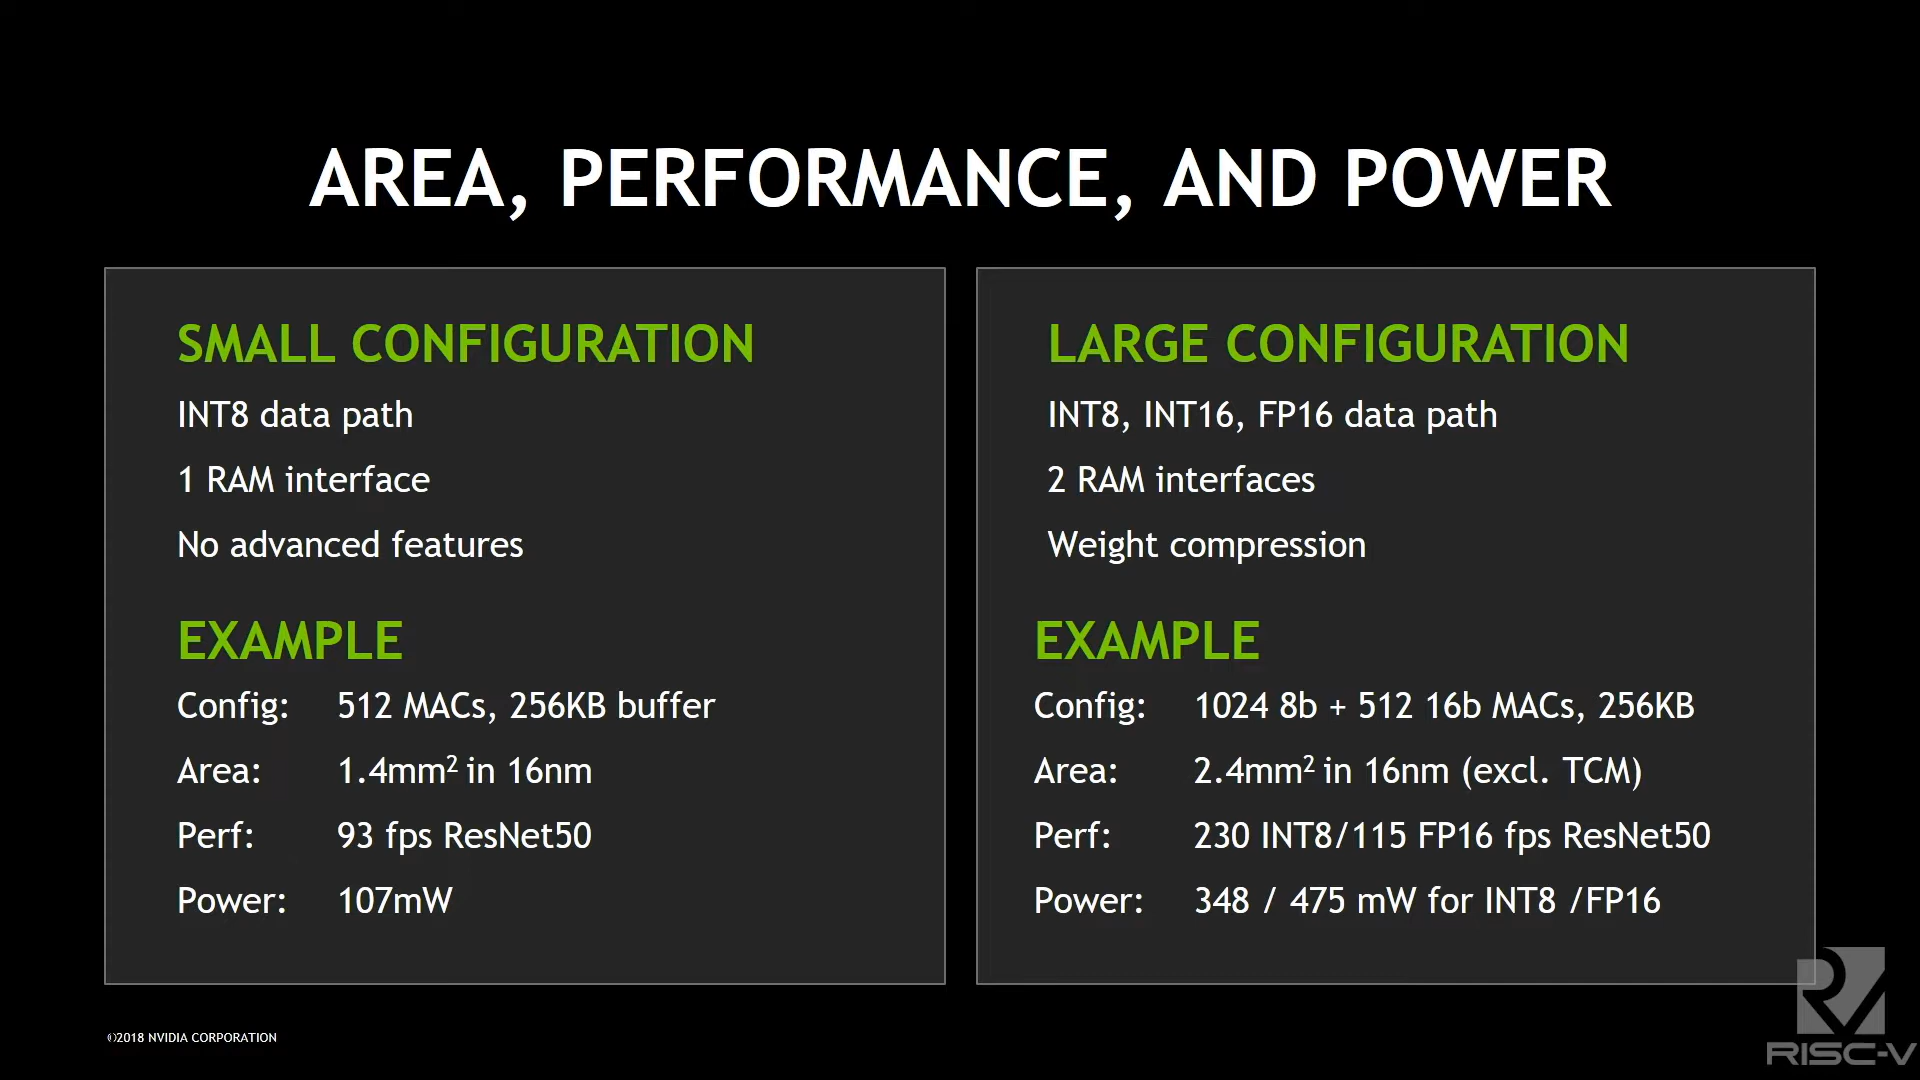 AREA, PERFORMANCE, AND POWER
SMALL CONFIGURATION
INT8 data path
1 RAM interface
No advanced features
EXAMPLE
Config: 512 MACs, 256KB buffer
Area: 1.4mm² in 16nm
Perf: 93 fps ResNet50
Power: 107mW
LARGE CONFIGURATION
INT8, INT16, FP16 data path
2 RAM interfaces
Weight compression
EXAMPLE
Config: 1024 8b + 512 16b MACs, 256KB
Area: 2.4mm² in 16nm (excl. TCM)
Perf: 230 INT8/115 FP16 fps ResNet50
Power: 348 / 475 mW for INT8 /FP16
©2018 NVIDIA CORPORATION
RISC-V